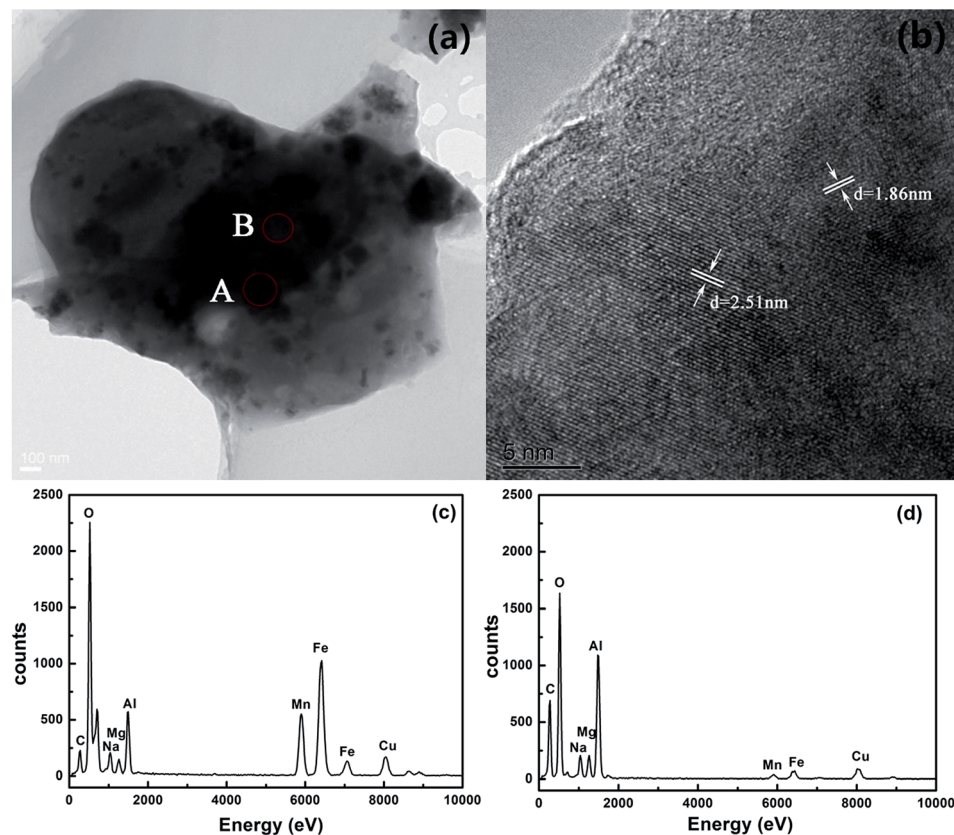 (a)
B
A
100 nm
(b)
d=1.86nm
d=2.51nm
5 nm
(c)
2500
2000
1500
1000
500
0
counts
O
C
Na
Mg
Al
Mn
Fe
Fe
Cu
0 2000 4000 6000 8000 10000
Energy (eV)
(d)
2500
2000
1500
1000
500
0
counts
C
O
Na
Mg
Al
Mn
Fe
Cu
0 2000 4000 6000 8000 10000
Energy (eV)